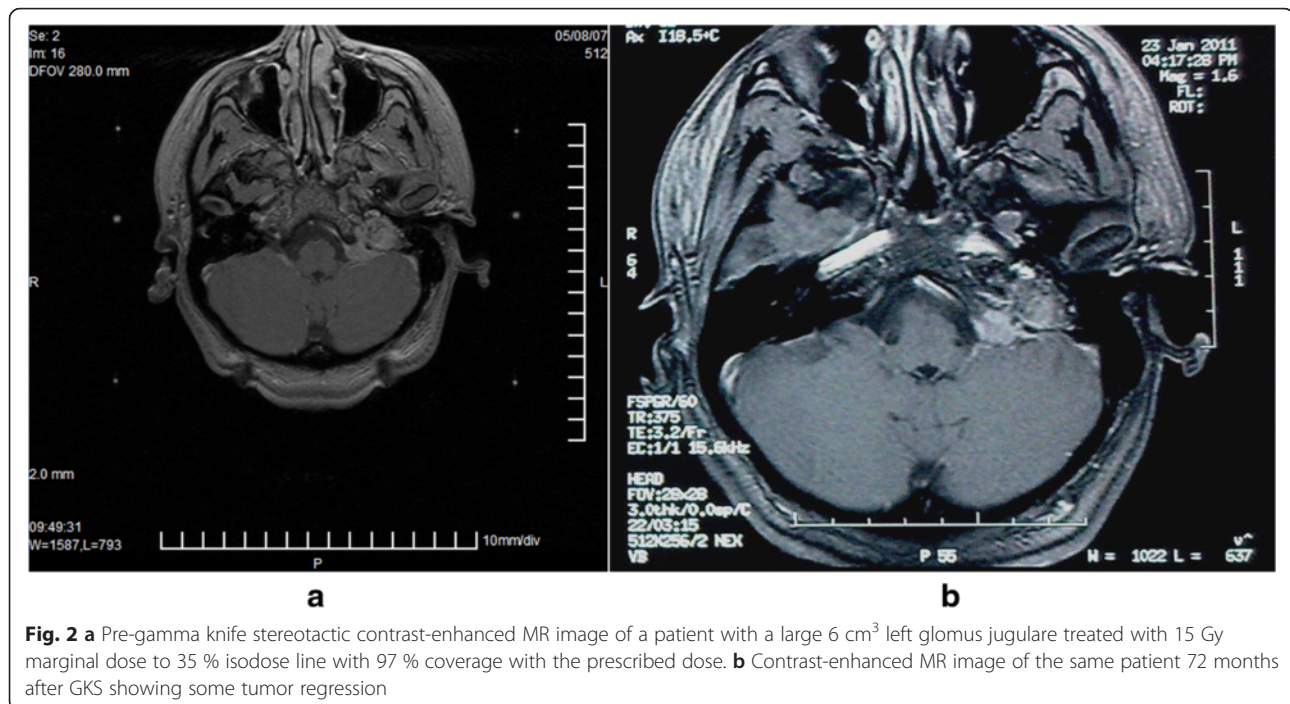 Se: 2
Im: 16
DFOV 280.0 mm
05/08/07
512
R
L
2.0 mm
09:49:31
W=1587,L=793
10mm/div
P
Ax I18.5+C
23 Jan 2011
04:17:28 PM
Mag = 1.6
FL:
ROT:
R
64
L
111
FSPGR/60
TR:375
TE:3.2/Fr
EC:1/1 15.6kHz
HEAD
FOV:28x28
3.0thk/0.0sp/C
22/03:15
512X256/2 NEX
VB
P 55
W = 1022 L = 637
v^
a
b
Fig. 2 a Pre-gamma knife stereotactic contrast-enhanced MR image of a patient with a large 6 cm³ left glomus jugulare treated with 15 Gy
marginal dose to 35 % isodose line with 97 % coverage with the prescribed dose. b Contrast-enhanced MR image of the same patient 72 months
after GKS showing some tumor regression